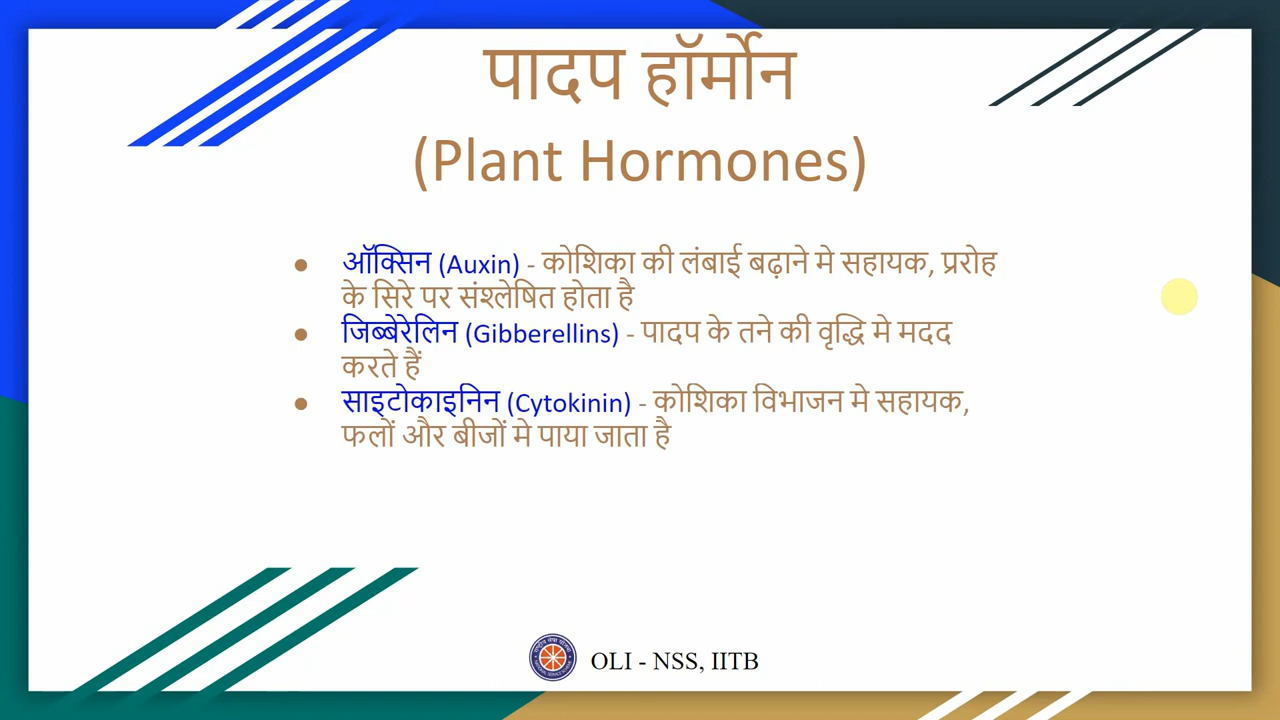 पादप हॉर्मोन
(Plant Hormones)
● ऑक्सिन (Auxin) - कोशिका की लंबाई बढ़ाने मे सहायक, प्ररोह
के सिरे पर संश्लेषित होता है
● जिब्बेरेलिन (Gibberellins) - पादप के तने की वृद्धि मे मदद
करते हैं
● साइटोकाइनिन (Cytokinin) - कोशिका विभाजन मे सहायक,
फलों और बीजों मे पाया जाता है
OLI - NSS, IITB